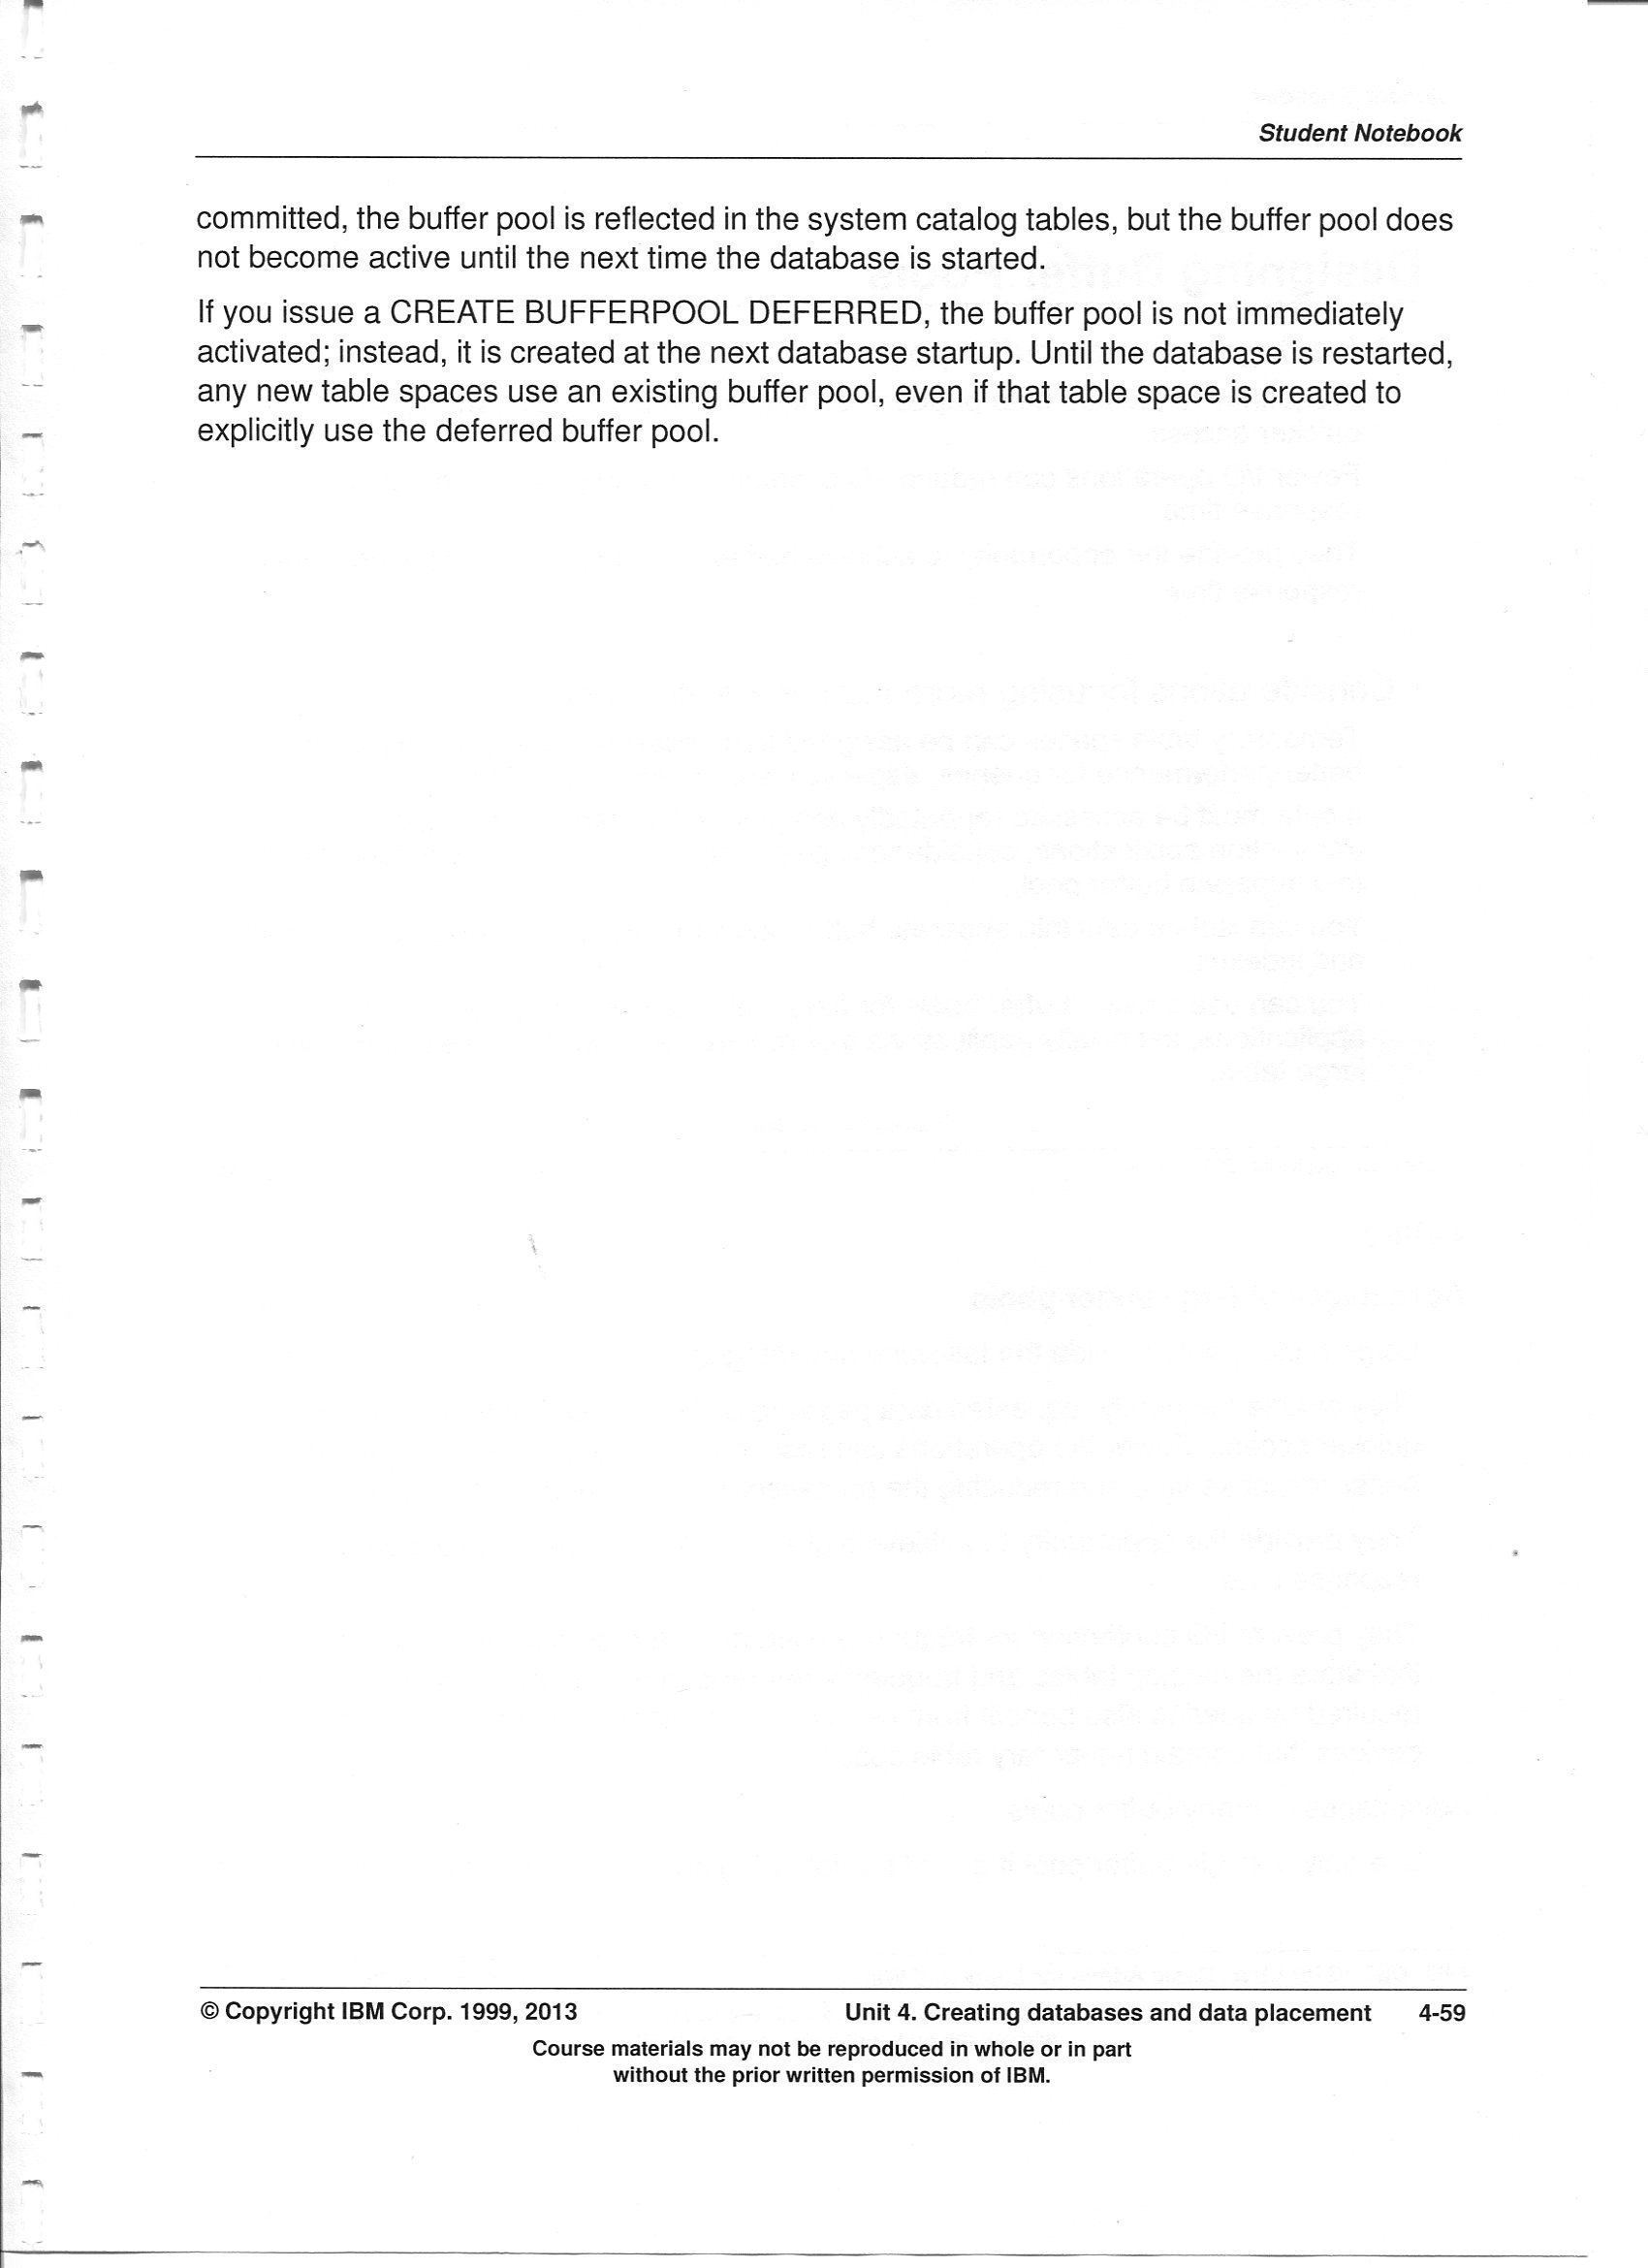 Student Notebook
committed, the buffer pool is reflected in the system catalog tables, but the buffer pool does
not become active until the next time the database is started.
If you issue a CREATE BUFFERPOOL DEFERRED, the buffer pool is not immediately
activated; instead, it is created at the next database startup. Until the database is restarted,
any new table spaces use an existing buffer pool, even if that table space is created to
explicitly use the deferred buffer pool.
© Copyright IBM Corp. 1999, 2013 Unit 4. Creating databases and data placement 4-59
Course materials may not be reproduced in whole or in part
without the prior written permission of IBM.